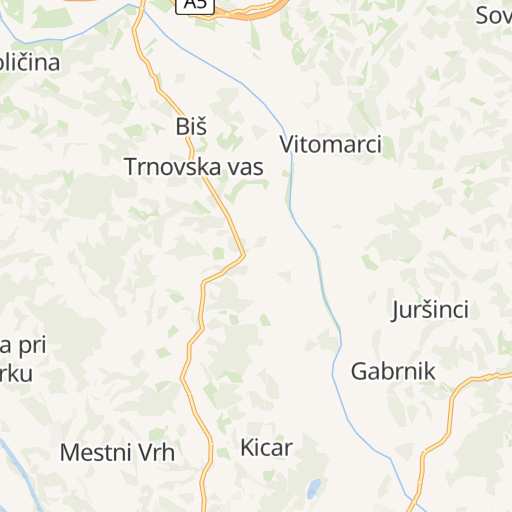 A5
Sov
oličina
Biš
Vitomarci
Trnovska vas
Juršinci
a pri
rku
Gabrnik
Kicar
Mestni Vrh